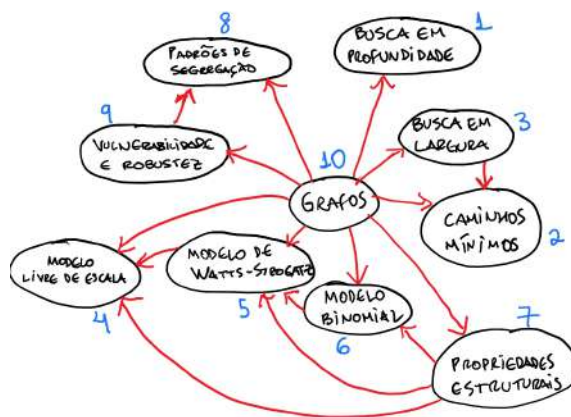 8
PADRÕES DE
SEGREGAÇÃO
1
BUSCA EM
PROFUNDIDADE
9
VULNERABILIDADE
E ROBUSTEZ
3
BUSCA EM
LARGURA
10
GRAFOS
CAMINHOS
MÍNIMOS
2
MODELO
LIVRE DE ESCALA
4
MODELO DE
WATTS-STROGATZ
5
MODELO
BINOMIAL
6
7
PROPRIEDADES
ESTRUTURAIS